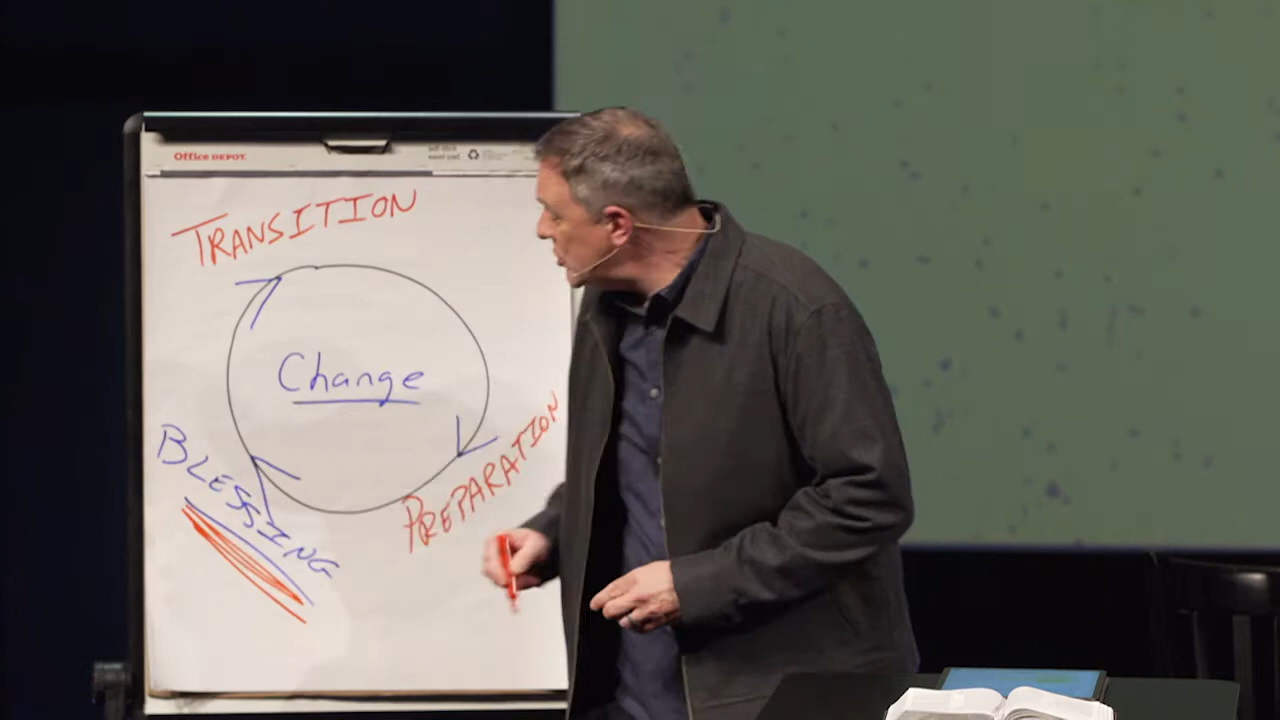 Office DEPOT.
TRANSITION
Change
BLESSING
PREPARATION